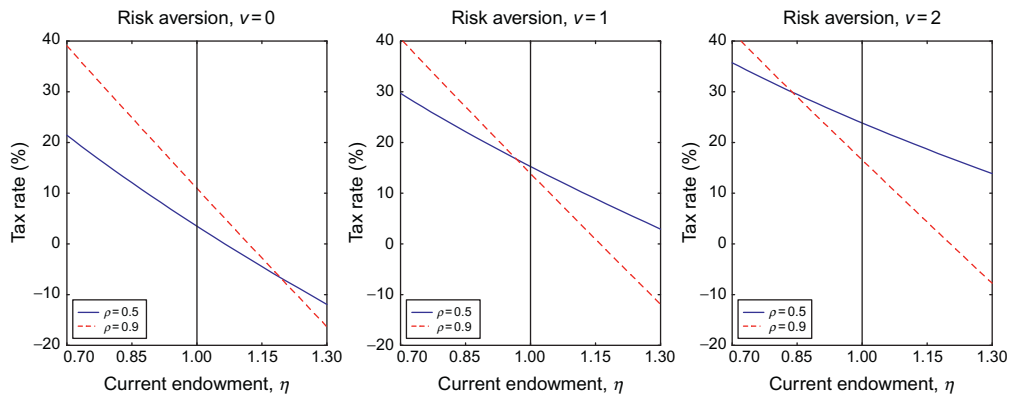 Risk aversion, v = 0
Tax rate (%)
40
30
20
10
0
−10
−20
ρ = 0.5
ρ = 0.9
0.70 0.85 1.00 1.15 1.30
Current endowment, η
Risk aversion, v = 1
Tax rate (%)
40
30
20
10
0
−10
−20
ρ = 0.5
ρ = 0.9
0.70 0.85 1.00 1.15 1.30
Current endowment, η
Risk aversion, v = 2
Tax rate (%)
40
30
20
10
0
−10
−20
ρ = 0.5
ρ = 0.9
0.70 0.85 1.00 1.15 1.30
Current endowment, η